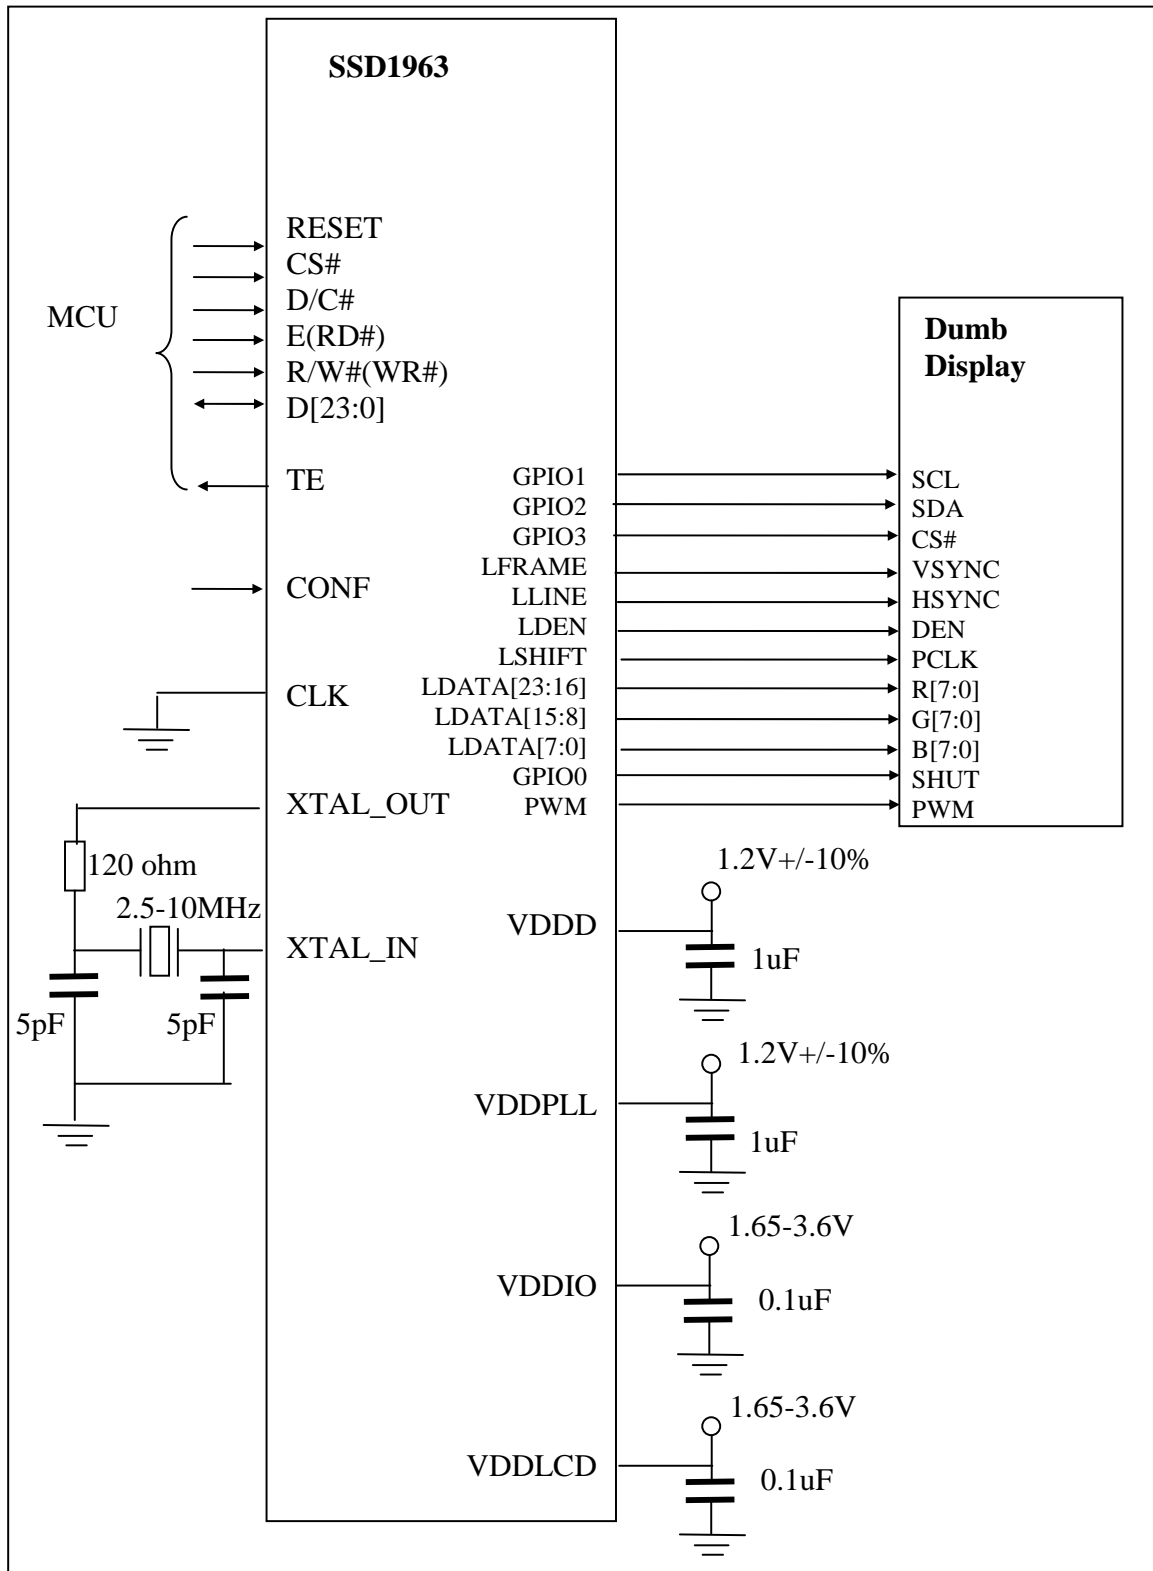 SSD1963
RESET
CS#
D/C#
E(RD#)
R/W#(WR#)
D[23:0]
MCU
TE
CONF
CLK
XTAL_OUT
120 ohm
2.5-10MHz
XTAL_IN
5pF
5pF
GPIO1
GPIO2
GPIO3
LFRAME
LLINE
LDEN
LSHIFT
LDATA[23:16]
LDATA[15:8]
LDATA[7:0]
GPIO0
PWM
Dumb
Display
SCL
SDA
CS#
VSYNC
HSYNC
DEN
PCLK
R[7:0]
G[7:0]
B[7:0]
SHUT
PWM
1.2V+/-10%
VDDD
1uF
1.2V+/-10%
VDDPLL
1uF
1.65-3.6V
VDDIO
0.1uF
1.65-3.6V
VDDLCD
0.1uF